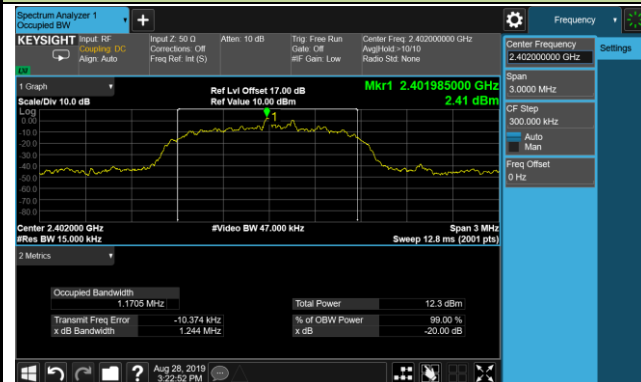 Spectrum Analyzer 1
Occupied BW
Frequency
KEYSIGHT
Input: RF
Coupling: DC
Align: Auto
Input Z: 50 Ω
Corrections: Off
Freq Ref: Int (S)
Atten: 10 dB
Trig: Free Run
Gate: Off
#IF Gain: Low
Center Freq: 2.402000000 GHz
Avg|Hold:>10/10
Radio Std: None
Center Frequency
2.402000000 GHz
Settings
Span
3.0000 MHz
CF Step
300.000 kHz
Auto
Man
Freq Offset
0 Hz
1 Graph
Scale/Div 10.0 dB
Ref Lvl Offset 17.00 dB
Ref Value 10.00 dBm
Mkr1 2.401985000 GHz
2.41 dBm
Log
0.00
-10.0
-20.0
-30.0
-40.0
-50.0
-60.0
-70.0
-80.0
1
Center 2.402000 GHz
#Res BW 15.000 kHz
#Video BW 47.000 kHz
Span 3 MHz
Sweep 12.8 ms (2001 pts)
2 Metrics
Occupied Bandwidth
1.1705 MHz
Total Power 12.3 dBm
Transmit Freq Error -10.374 kHz
% of OBW Power 99.00 %
x dB Bandwidth 1.244 MHz
x dB -20.00 dB
?
Aug 28, 2019
3:22:52 PM